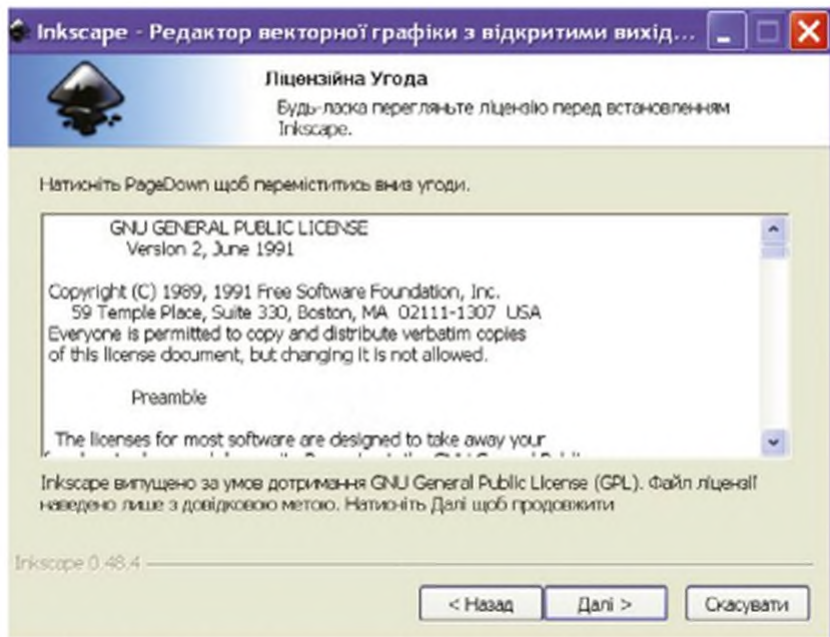 Inkscape - Редактор векторної графіки з відкритими вихід...
Ліцензійна Угода
Будь-ласка перегляньте ліцензію перед встановленням
Inkscape.
Натисніть PageDown щоб переміститись вниз угоди.
GNU GENERAL PUBLIC LICENSE
Version 2, June 1991
Copyright (C) 1989, 1991 Free Software Foundation, Inc.
59 Temple Place, Suite 330, Boston, MA 02111-1307 USA
Everyone is permitted to copy and distribute verbatim copies
of this license document, but changing it is not allowed.
Preamble
The licenses for most software are designed to take away your
Inkscape випущено за умов дотримання GNU General Public License (GPL). Файл ліцензії
наведено лише з довідковою метою. Натисніть Далі щоб продовжити
Inkscape 0.48.4
< Назад
Далі >
Скасувати